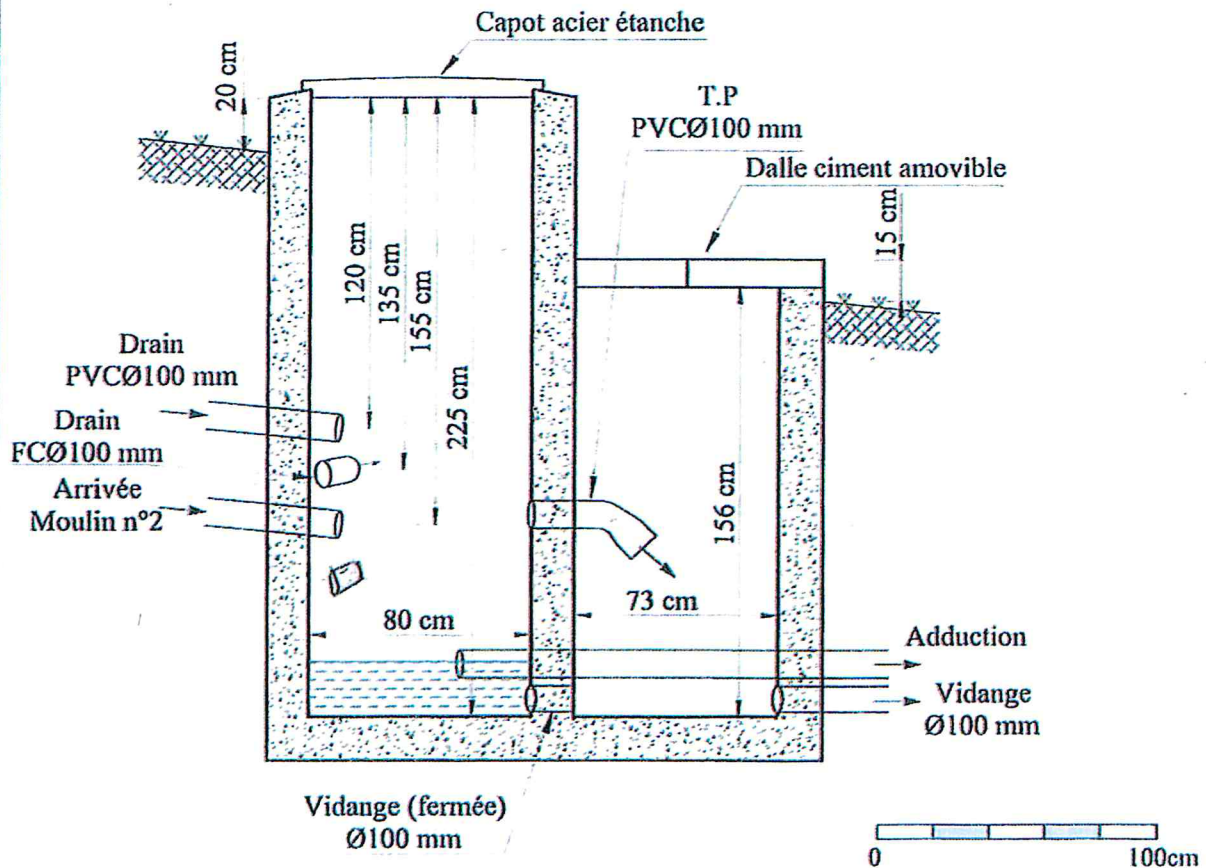 Capot acier étanche
20 cm
T.P
PVCØ100 mm
Dalle ciment amovible
15 cm
120 cm
135 cm
155 cm
225 cm
Drain
PVCØ100 mm
Drain
FCØ100 mm
Arrivée
Moulin n°2
156 cm
73 cm
80 cm
Adduction
Vidange
Ø100 mm
Vidange (fermée)
Ø100 mm
0
100cm